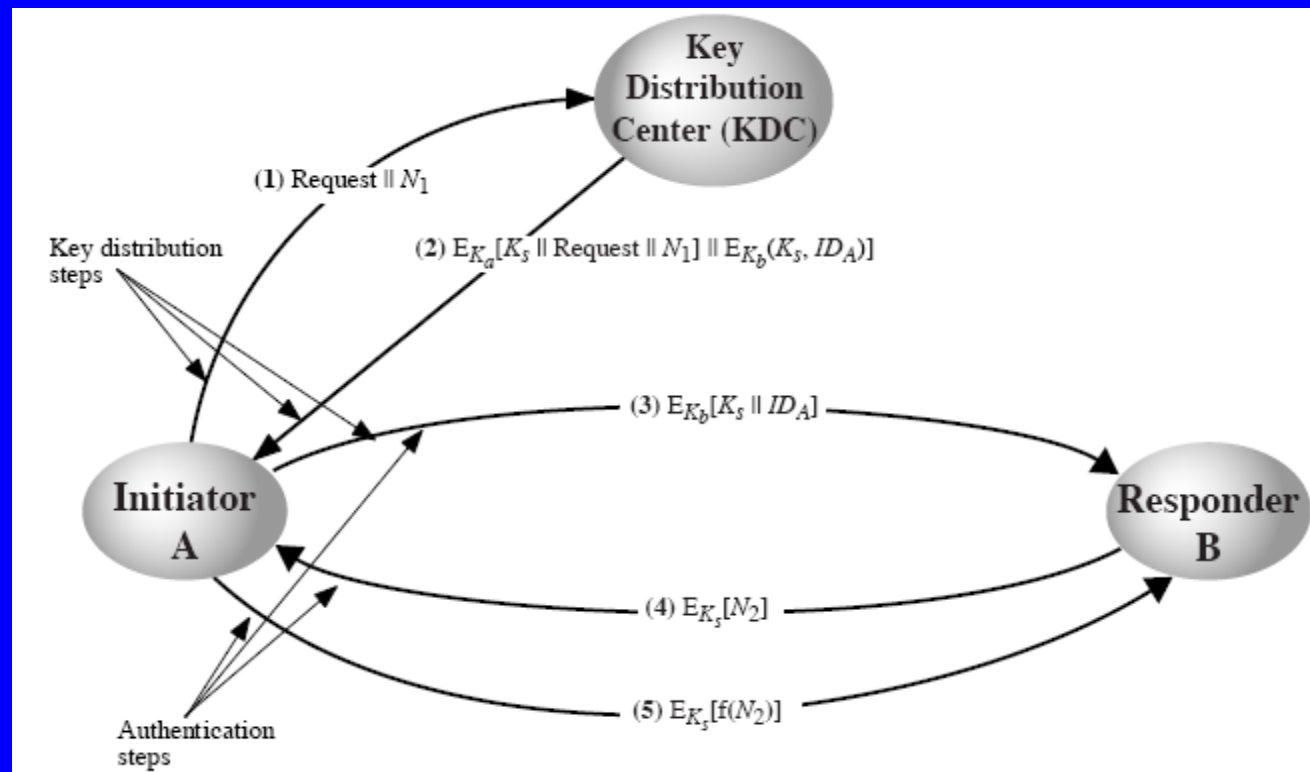 Key
Distribution
Center (KDC)
(1) Request || N1
Key distribution
steps
(2) EKa[Ks || Request || N1] || EKb(Ks, IDA)]
(3) EKb[Ks || IDA]
Initiator
A
Responder
B
(4) EKs[N2]
(5) EKs[f(N2)]
Authentication
steps